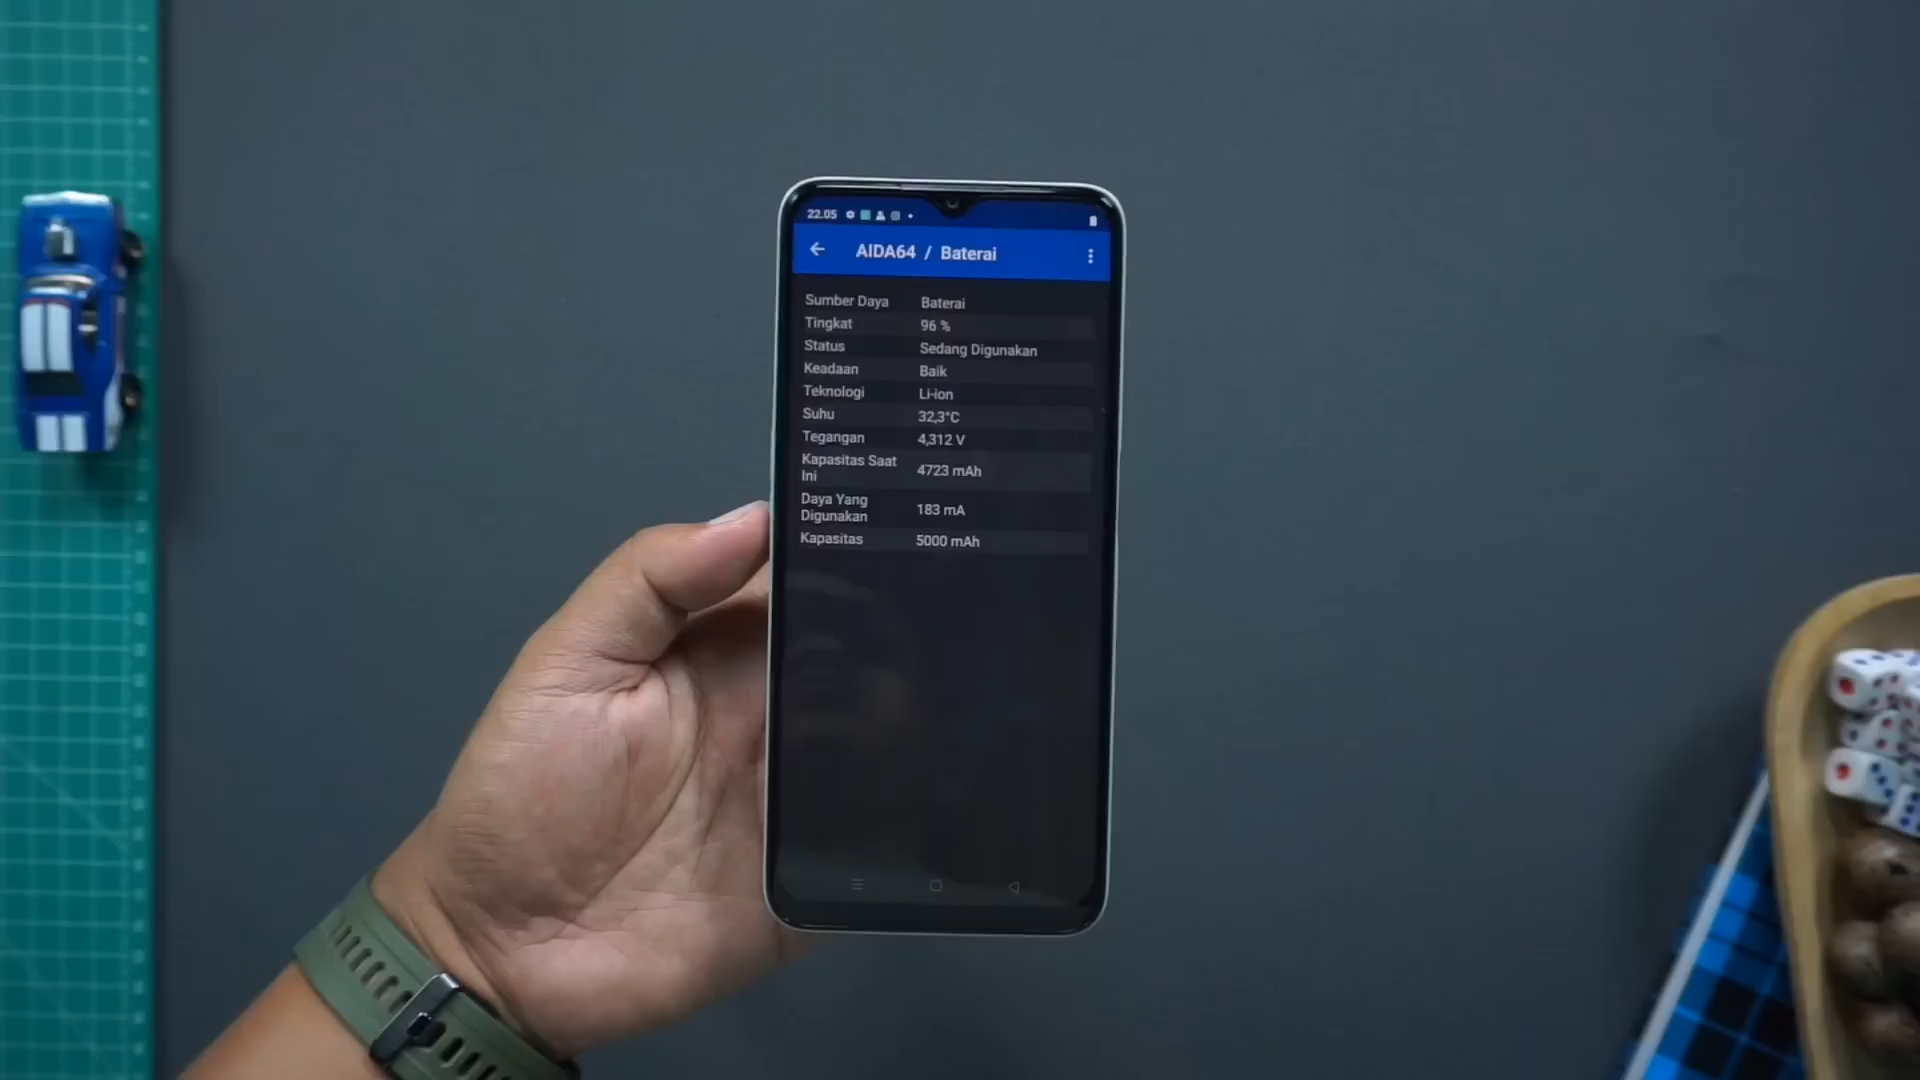 22.05
AIDA64 / Baterai
Sumber Daya Baterai
Tingkat 96 %
Status Sedang Digunakan
Keadaan Baik
Teknologi Li-ion
Suhu 32,3°C
Tegangan 4,312 V
Kapasitas Saat Ini 4723 mAh
Daya Yang Digunakan 183 mA
Kapasitas 5000 mAh